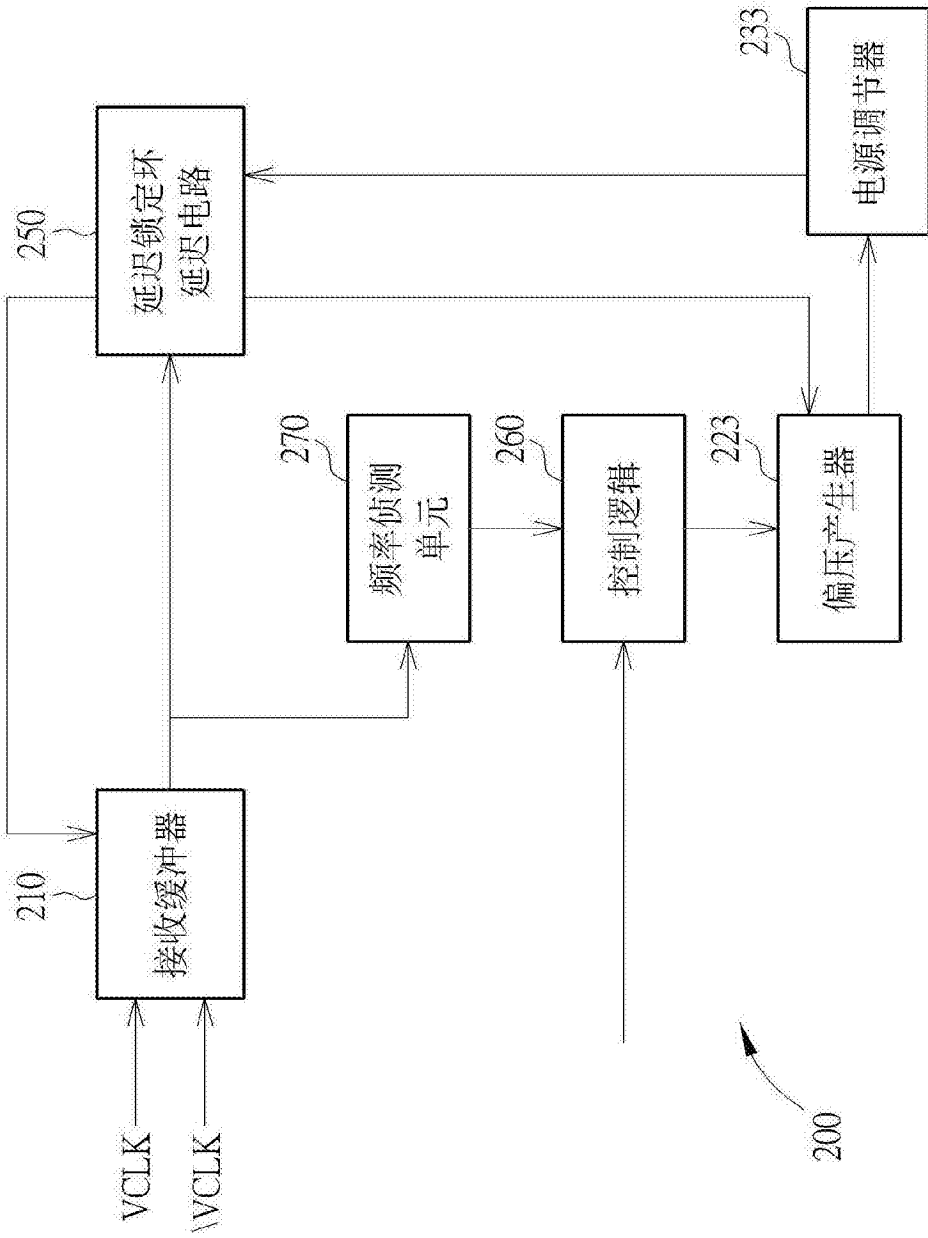 VCLK
\VCLK
210
接收缓冲器
250
延迟锁定环
延迟电路
270
频率侦测
单元
260
控制逻辑
223
偏压产生器
233
电源调节器
200